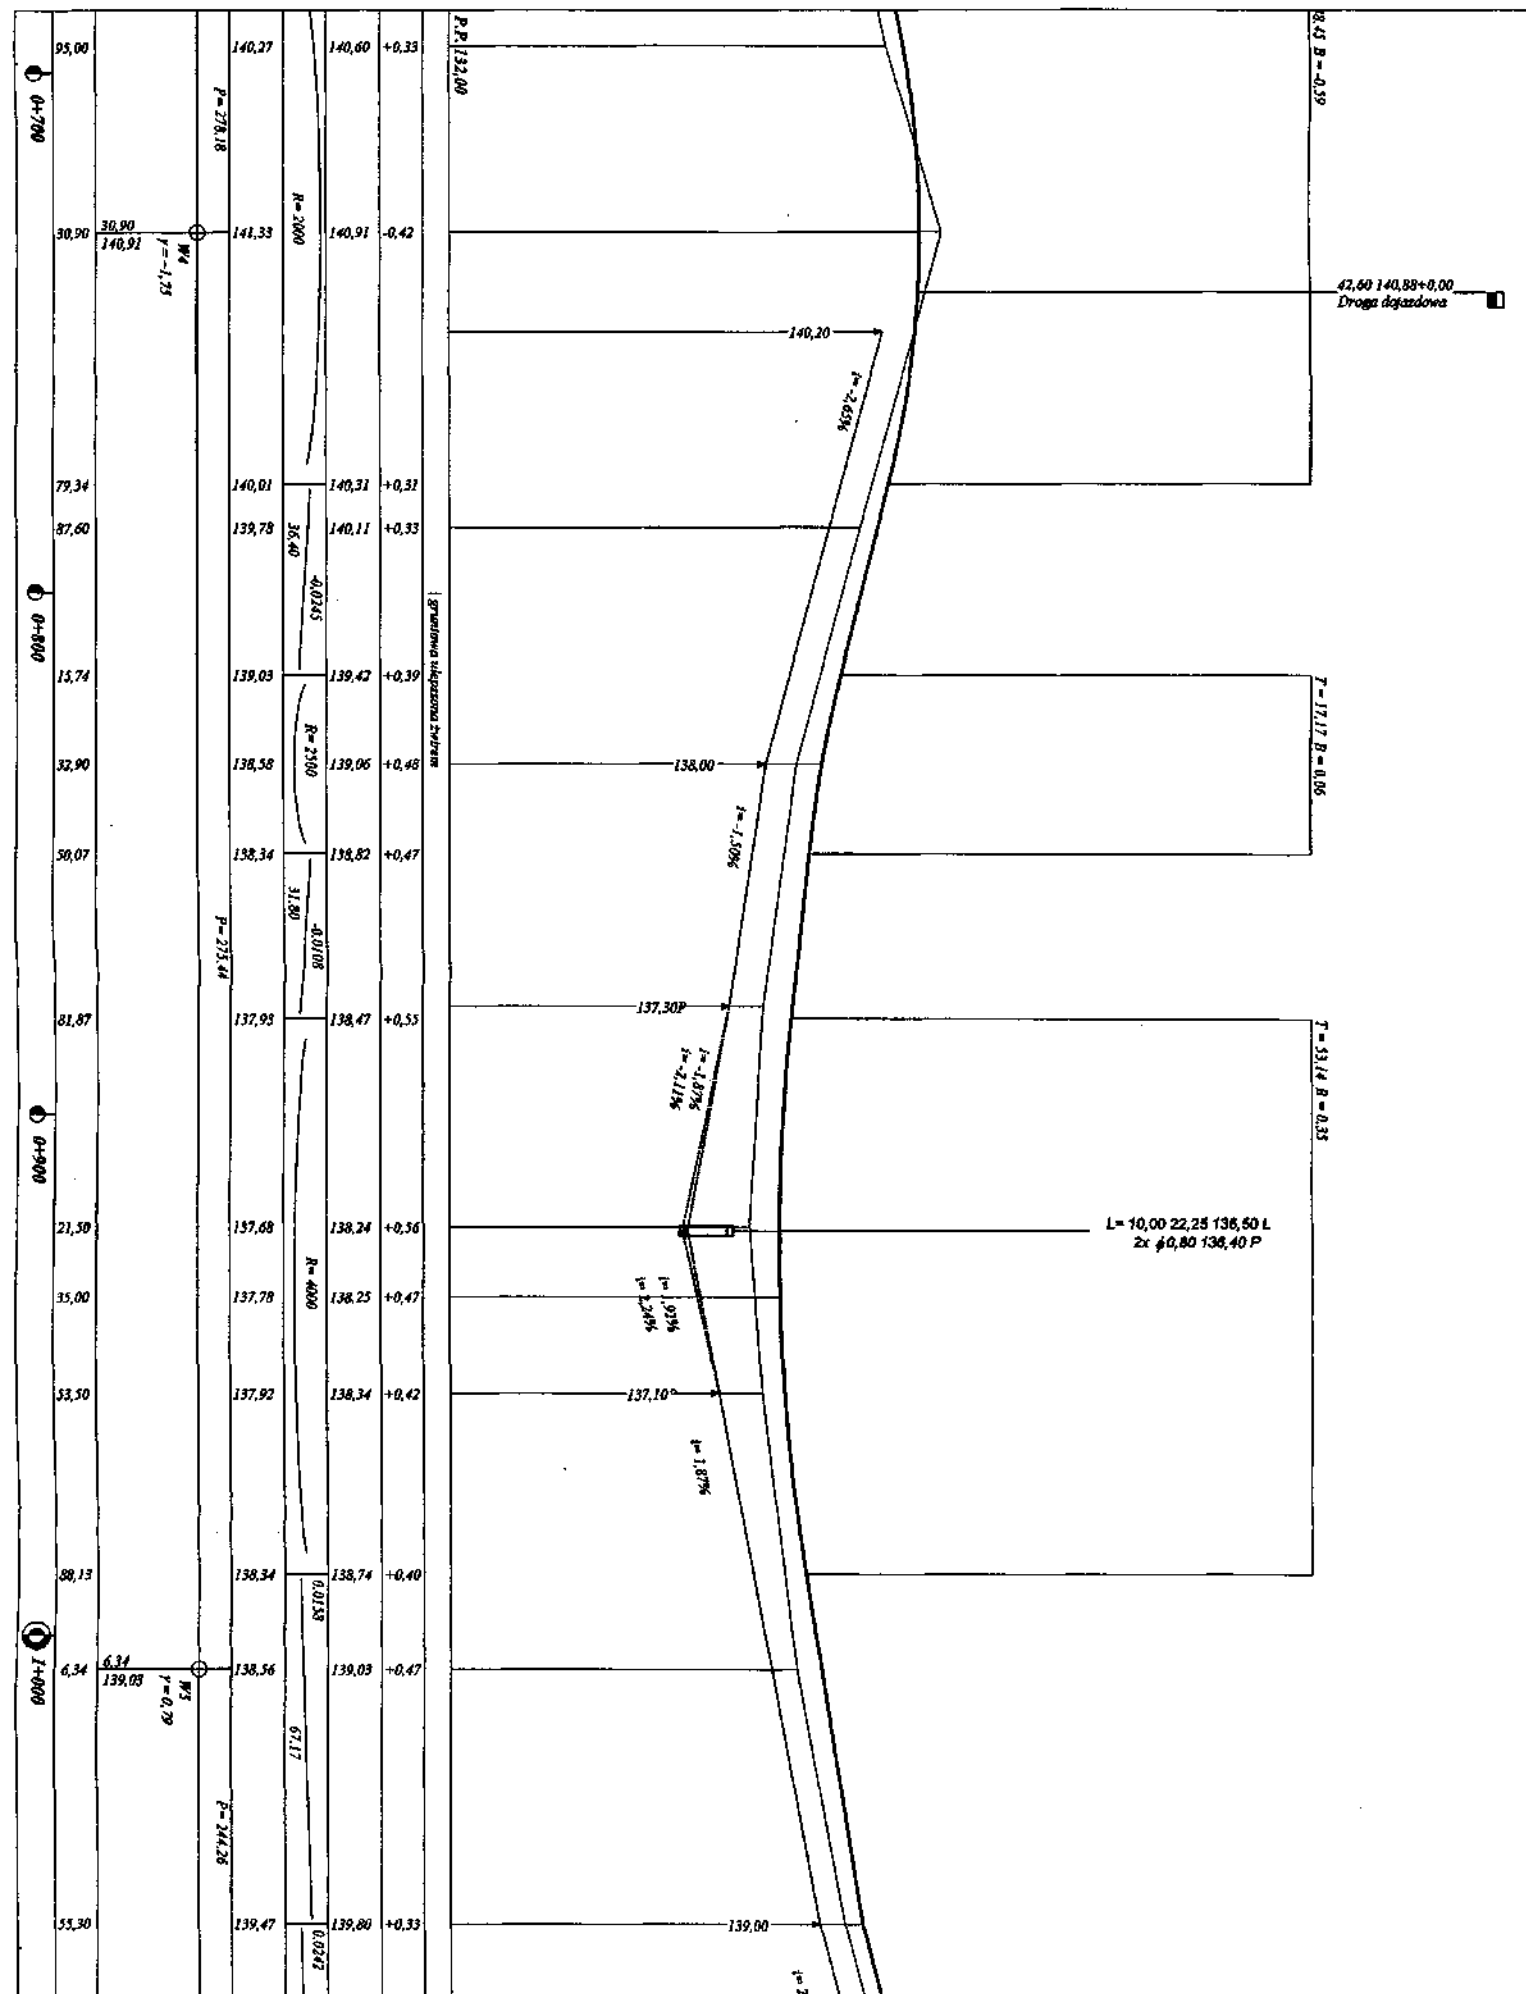 P.P. 132,00
8,45 B = -0,59
95,00
140,27
140,60
+0,33
0+700
P= 278.18
R= 2000
30,90
30,90
140,91
W4
γ=-1,75
141,33
140,91
-0,42
42,60 140,88+0,00
Droga dojazdowa
140,20
i=-2,65%
79,34
140,01
140,31
+0,31
87,60
139,78
140,11
+0,33
36,40
-0,0245
0+800
gruntowa ulepszona żwirem
15,74
139,03
139,42
+0,39
T= 17,17 B = 0,06
R= 2500
32,90
138,58
139,06
+0,48
138,00
i=-1,50%
50,07
138,34
138,82
+0,47
31.80
-0.0108
P= 275.44
137,30P
81,87
137,93
138,47
+0,55
T= 53,14 B = 0,35
i=-1,87%
i=-2,11%
0+900
21,50
137,68
138,24
+0,56
L= 10,00 22,25 136,50 L
2x ϕ0,80 136,40 P
R= 4000
35,00
137,78
138,25
+0,47
i=1,92%
i=2,24%
53,50
137,92
138,34
+0,42
137,10P
i= 1,87%
88,13
138,34
138,74
+0,40
0.0158
1+000
6,34
6,34
139,03
W5
γ=0,79
138,56
139,03
+0,47
67.17
P= 244.26
55,30
139,47
139,80
+0,33
139,00
0.0242